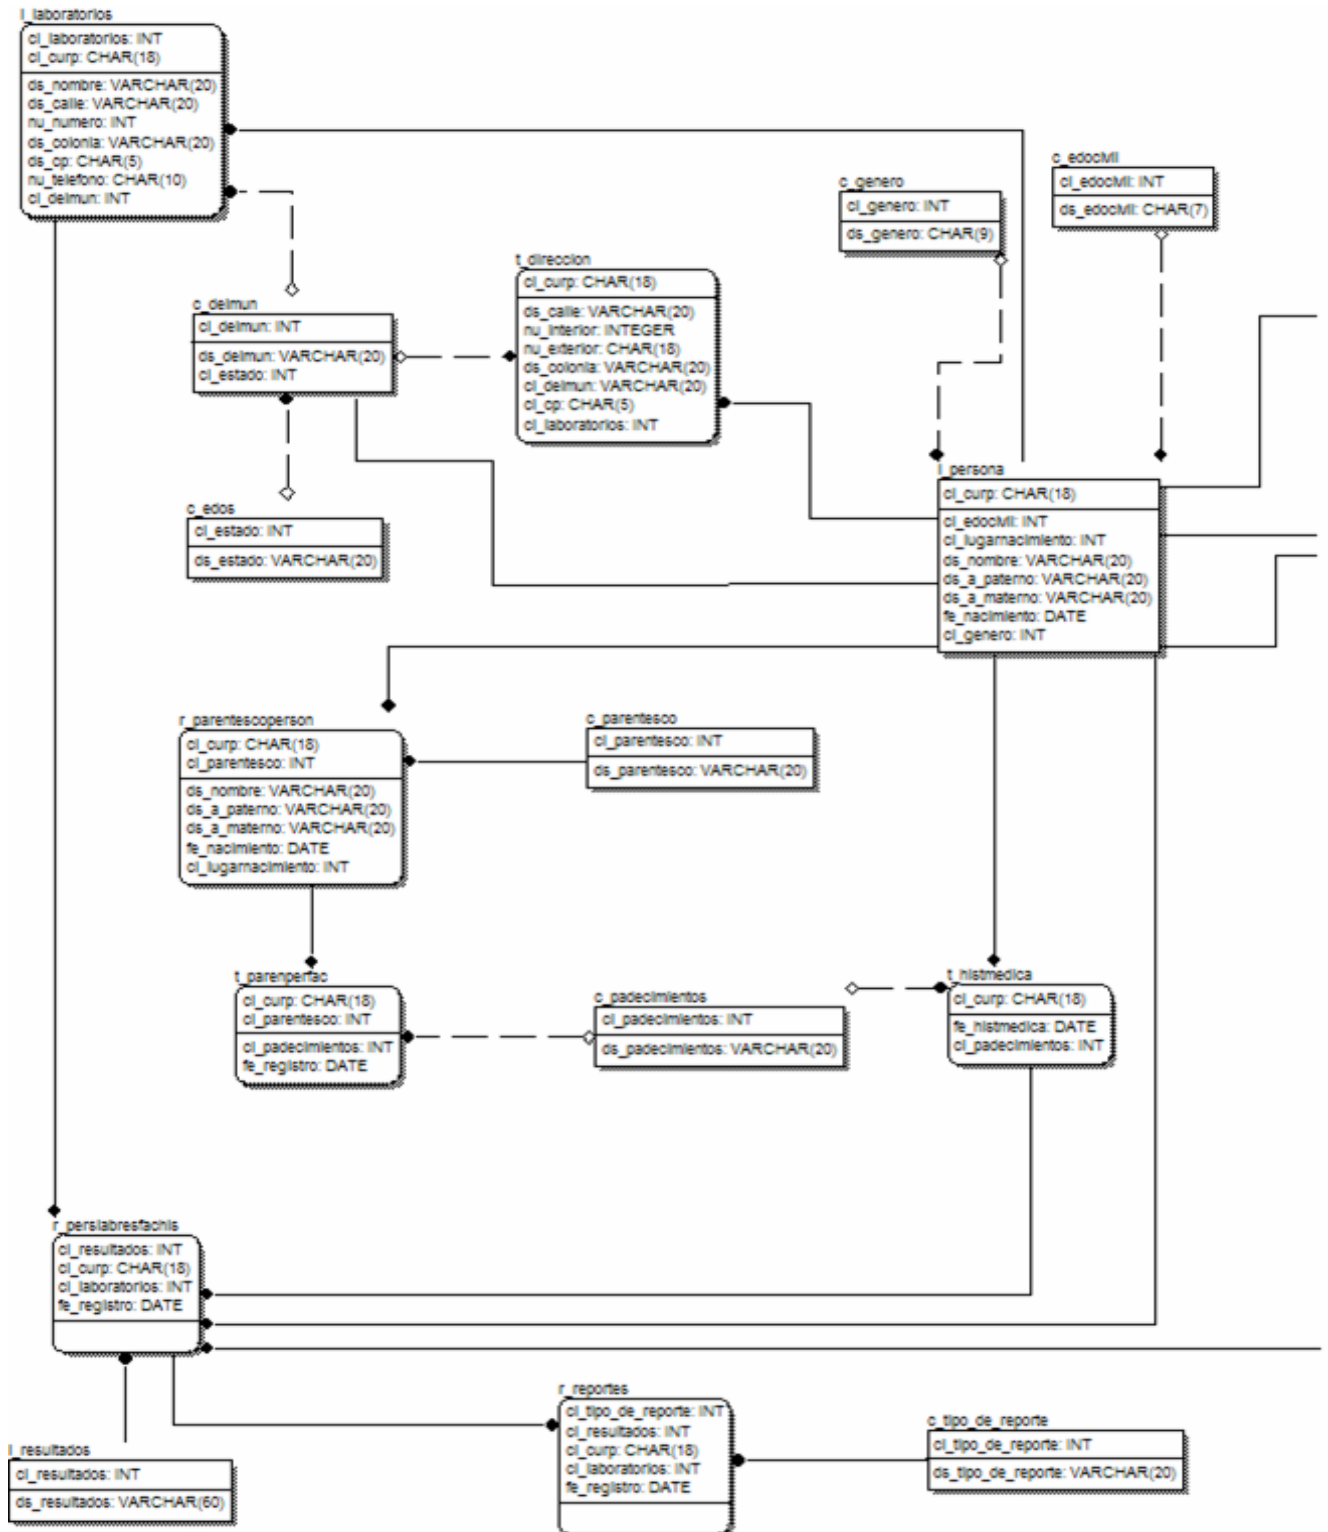 l_laboratorios
cl_laboratorios: INT
cl_curp: CHAR(18)
ds_nombre: VARCHAR(20)
ds_calle: VARCHAR(20)
nu_numero: INT
ds_colonia: VARCHAR(20)
ds_cp: CHAR(5)
nu_telefono: CHAR(10)
cl_delmun: INT
c_edocivil
cl_edocivil: INT
ds_edocivil: CHAR(7)
c_genero
cl_genero: INT
ds_genero: CHAR(9)
t_direccion
cl_curp: CHAR(18)
ds_calle: VARCHAR(20)
nu_interior: INTEGER
nu_exterior: CHAR(18)
ds_colonia: VARCHAR(20)
cl_delmun: VARCHAR(20)
cl_cp: CHAR(5)
cl_laboratorios: INT
c_delmun
cl_delmun: INT
ds_delmun: VARCHAR(20)
cl_estado: INT
c_edos
cl_estado: INT
ds_estado: VARCHAR(20)
l_persona
cl_curp: CHAR(18)
cl_edocivil: INT
cl_lugarnacimiento: INT
ds_nombre: VARCHAR(20)
ds_a_paterno: VARCHAR(20)
ds_a_materno: VARCHAR(20)
fe_nacimiento: DATE
cl_genero: INT
r_parentescoperson
cl_curp: CHAR(18)
cl_parentesco: INT
ds_nombre: VARCHAR(20)
ds_a_paterno: VARCHAR(20)
ds_a_materno: VARCHAR(20)
fe_nacimiento: DATE
cl_lugarnacimiento: INT
c_parentesco
cl_parentesco: INT
ds_parentesco: VARCHAR(20)
t_parenperfac
cl_curp: CHAR(18)
cl_parentesco: INT
cl_padecimientos: INT
fe_registro: DATE
c_padecimientos
cl_padecimientos: INT
ds_padecimientos: VARCHAR(20)
t_histmedica
cl_curp: CHAR(18)
fe_histmedica: DATE
cl_padecimientos: INT
r_perslabresfachis
cl_resultados: INT
cl_curp: CHAR(18)
cl_laboratorios: INT
fe_registro: DATE
l_resultados
cl_resultados: INT
ds_resultados: VARCHAR(60)
r_reportes
cl_tipo_de_reporte: INT
cl_resultados: INT
cl_curp: CHAR(18)
cl_laboratorios: INT
fe_registro: DATE
c_tipo_de_reporte
cl_tipo_de_reporte: INT
ds_tipo_de_reporte: VARCHAR(20)